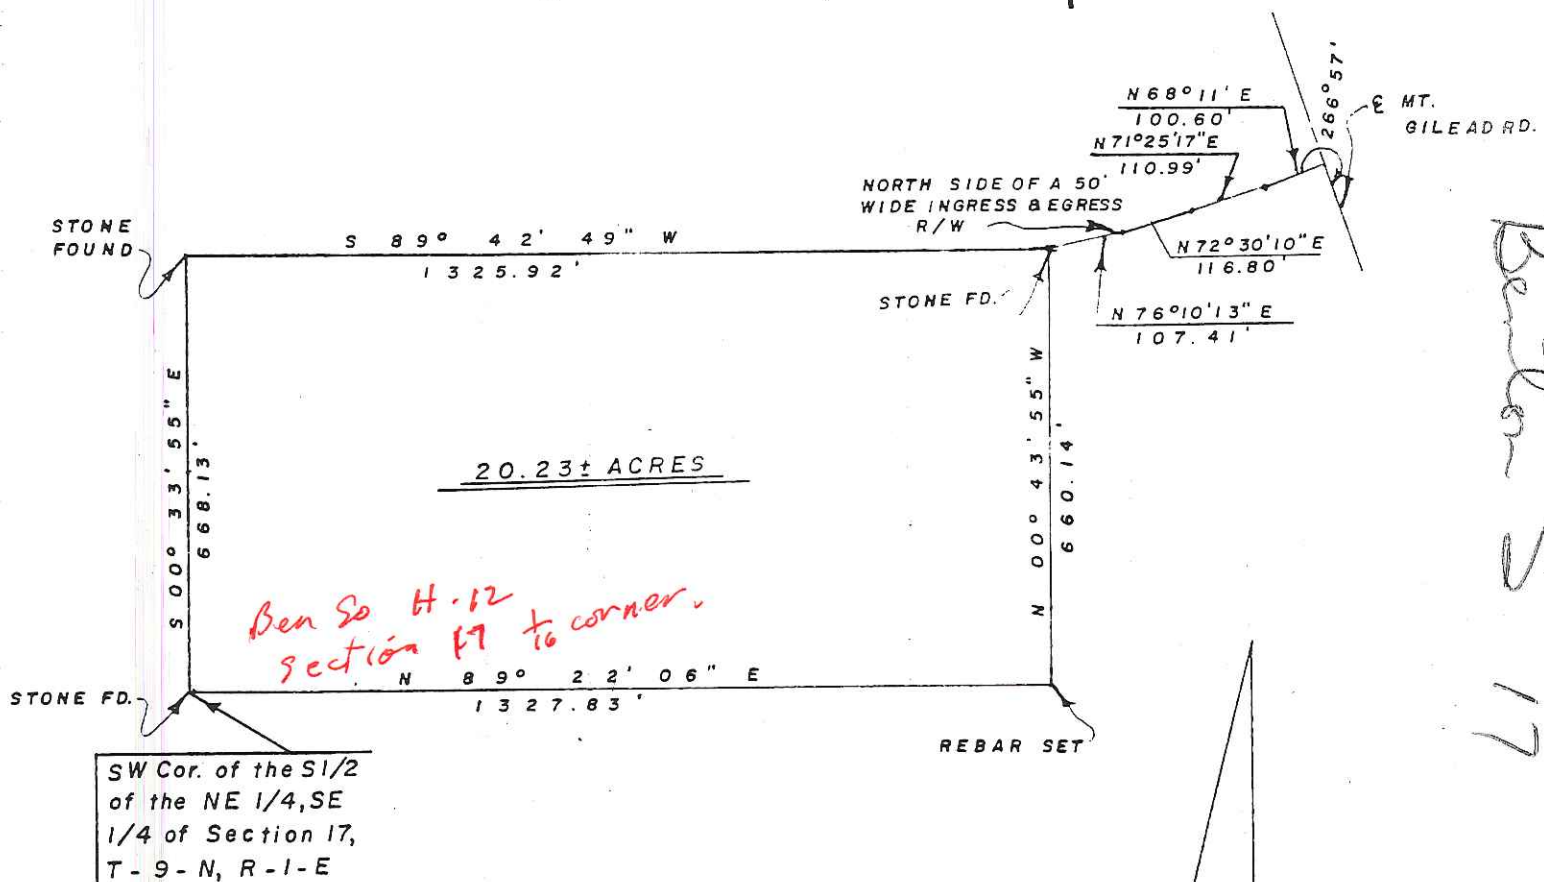 N 68° 11' E
100.60'
N 71° 25' 17" E
110.99'
266° 57'
℄ MT.
GILEAD RD.
NORTH SIDE OF A 50'
WIDE INGRESS & EGRESS
R/W
N 72° 30' 10" E
116.80'
N 76° 10' 13" E
107.41'
STONE
FOUND
S 89° 42' 49" W
1325.92'
STONE FD.
S 00° 33' 55" E
668.13'
20.23± ACRES
N 00° 43' 55" W
660.14'
Ben So H-12
section 17 1/16 corner.
N 89° 22' 06" E
1327.83'
STONE FD.
REBAR SET
SW Cor. of the S1/2
of the NE 1/4, SE
1/4 of Section 17,
T-9-N, R-1-E
Benton S 17